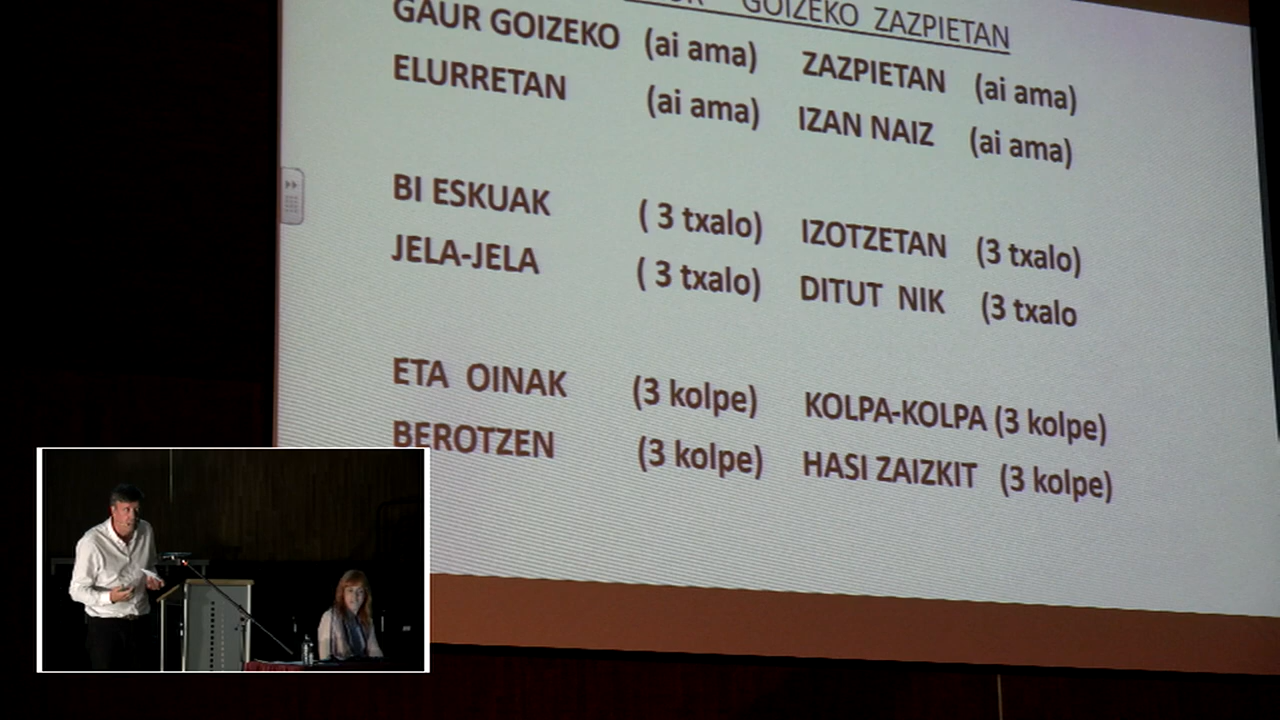 GOIZEKO ZAZPIETAN
GAUR GOIZEKO (ai ama) ZAZPIETAN (ai ama)
ELURRETAN (ai ama) IZAN NAIZ (ai ama)
BI ESKUAK ( 3 txalo) IZOTZETAN (3 txalo)
JELA-JELA ( 3 txalo) DITUT NIK (3 txalo
ETA OINAK (3 kolpe) KOLPA-KOLPA (3 kolpe)
BEROTZEN (3 kolpe) HASI ZAIZKIT (3 kolpe)